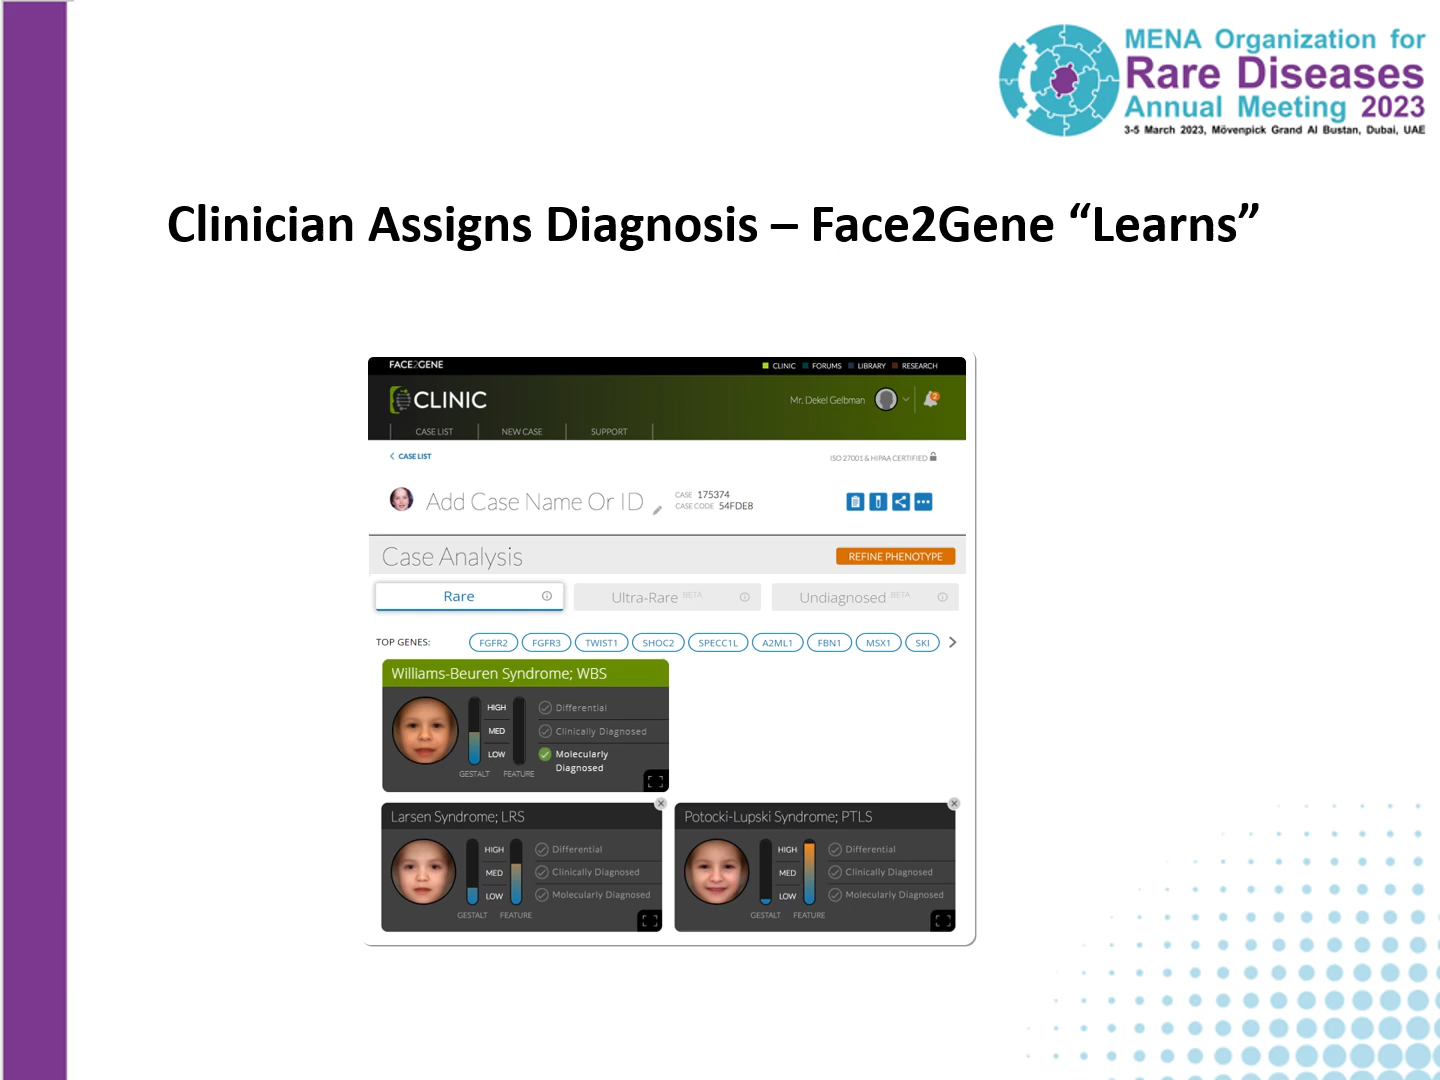 MENA Organization for
Rare Diseases
Annual Meeting 2023
3-5 March 2023, Mövenpick Grand Al Bustan, Dubai, UAE
Clinician Assigns Diagnosis – Face2Gene “Learns”
FACE2GENE
CLINIC FORUMS LIBRARY RESEARCH
CLINIC
Mr. Dekel Gelbman
2
CASE LIST NEW CASE SUPPORT
CASE LIST
ISO 27001 & HIPAA CERTIFIED
Add Case Name Or ID
CASE 175374
CASE CODE 54FDE8
Case Analysis
REFINE PHENOTYPE
Rare
Ultra-Rare BETA
Undiagnosed BETA
TOP GENES: FGFR2 FGFR3 TWIST1 SHOC2 SPECC1L A2ML1 FBN1 MSX1 SKI
Williams-Beuren Syndrome; WBS
HIGH
MED
LOW
GESTALT FEATURE
Differential
Clinically Diagnosed
Molecularly
Diagnosed
Larsen Syndrome; LRS
HIGH
MED
LOW
GESTALT FEATURE
Differential
Clinically Diagnosed
Molecularly Diagnosed
Potocki-Lupski Syndrome; PTLS
HIGH
MED
LOW
GESTALT FEATURE
Differential
Clinically Diagnosed
Molecularly Diagnosed